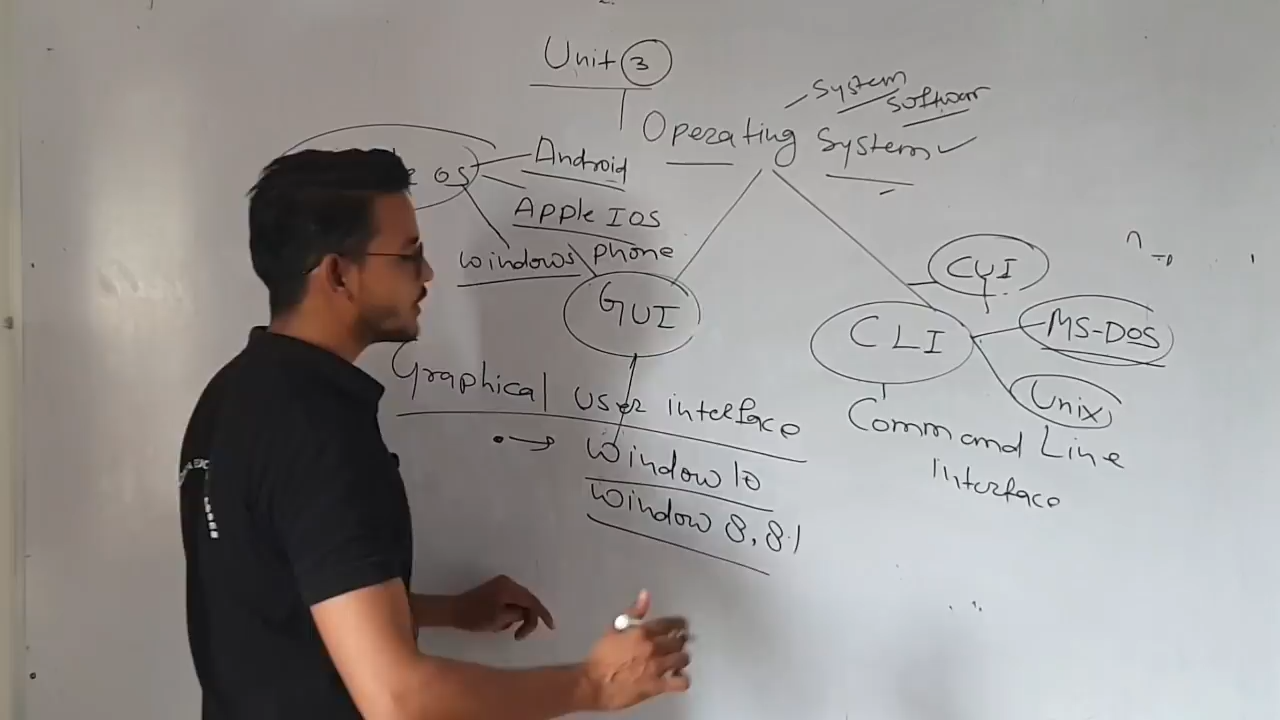 Unit 3
System
Software
Operating System
OS
Android
Apple IOS
Windows phone
GUI
Graphical user interface
Window 10
Window 8, 8.1
CUI
CLI
MS-DOS
Unix
Command Line
Interface